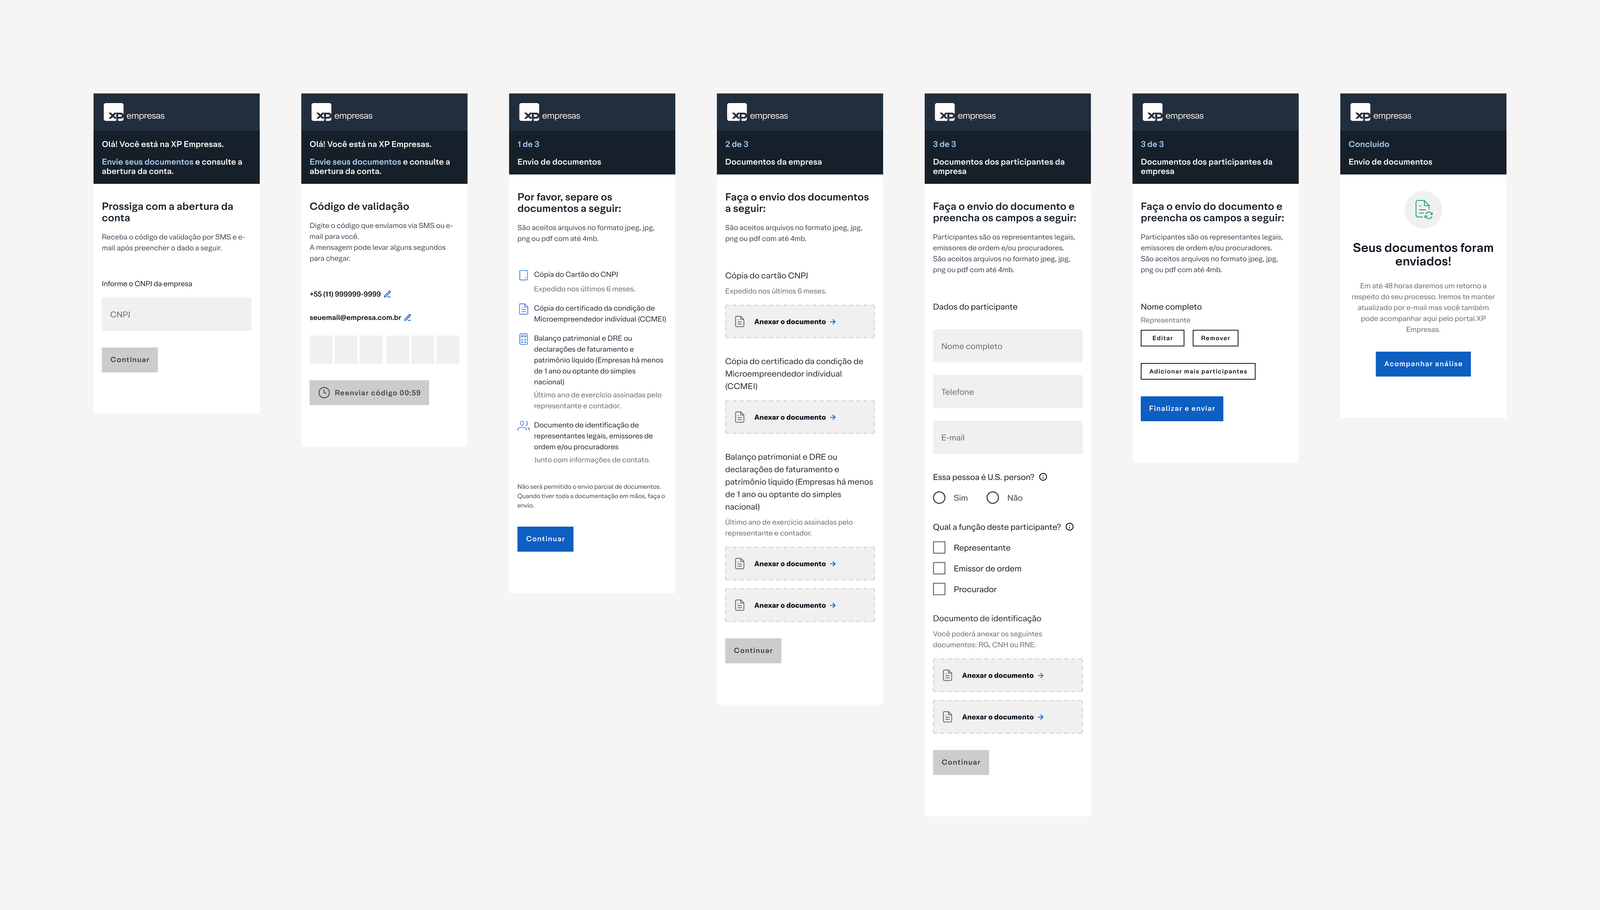 xp empresas
Olá! Você está na XP Empresas.
Envie seus documentos e consulte a
abertura da conta.
Prossiga com a abertura da
conta
Receba o código de validação por SMS e e-
mail após preencher o dado a seguir.
Informe o CNPJ da empresa
CNPJ
Continuar
xp empresas
Olá! Você está na XP Empresas.
Envie seus documentos e consulte a
abertura da conta.
Código de validação
Digite o código que enviamos via SMS ou e-
mail para você.
A mensagem pode levar alguns segundos
para chegar.
+55 (11) 999999-9999
seuemail@empresa.com.br
Reenviar código 00:59
xp empresas
1 de 3
Envio de documentos
Por favor, separe os
documentos a seguir:
São aceitos arquivos no formato jpeg, jpg,
png ou pdf com até 4mb.
Cópia do Cartão do CNPJ
Expedido nos últimos 6 meses.
Cópia do certificado da condição de
Microempreendedor individual (CCMEI)
Balanço patrimonial e DRE ou
declarações de faturamento e
patrimônio líquido (Empresas há menos
de 1 ano ou optante do simples
nacional)
Último ano de exercício assinadas pelo
representante e contador.
Documento de identificação de
representantes legais, emissores de
ordem e/ou procuradores
Junto com informações de contato.
Não será permitido o envio parcial de documentos.
Quando tiver toda a documentação em mãos, faça o
envio.
Continuar
xp empresas
2 de 3
Documentos da empresa
Faça o envio dos documentos
a seguir:
São aceitos arquivos no formato jpeg, jpg,
png ou pdf com até 4mb.
Cópia do cartão CNPJ
Expedido nos últimos 6 meses.
Anexar o documento
Cópia do certificado da condição de
Microempreendedor individual
(CCMEI)
Anexar o documento
Balanço patrimonial e DRE ou
declarações de faturamento e
patrimônio líquido (Empresas há menos
de 1 ano ou optante do simples
nacional)
Último ano de exercício assinadas pelo
representante e contador.
Anexar o documento
Anexar o documento
Continuar
xp empresas
3 de 3
Documentos dos participantes da
empresa
Faça o envio do documento e
preencha os campos a seguir:
Participantes são os representantes legais,
emissores de ordem e/ou procuradores.
São aceitos arquivos no formato jpeg, jpg,
png ou pdf com até 4mb.
Dados do participante
Nome completo
Telefone
E-mail
Essa pessoa é U.S. person?
Sim Não
Qual a função deste participante?
Representante
Emissor de ordem
Procurador
Documento de identificação
Você poderá anexar os seguintes
documentos: RG, CNH ou RNE.
Anexar o documento
Anexar o documento
Continuar
xp empresas
3 de 3
Documentos dos participantes da
empresa
Faça o envio do documento e
preencha os campos a seguir:
Participantes são os representantes legais,
emissores de ordem e/ou procuradores.
São aceitos arquivos no formato jpeg, jpg,
png ou pdf com até 4mb.
Nome completo
Representante
Editar Remover
Adicionar mais participantes
Finalizar e enviar
xp empresas
Concluído
Envio de documentos
Seus documentos foram
enviados!
Em até 48 horas daremos um retorno a
respeito do seu processo. Iremos te manter
atualizado por e-mail mas você também
pode acompanhar aqui pelo portal XP
Empresas.
Acompanhar análise